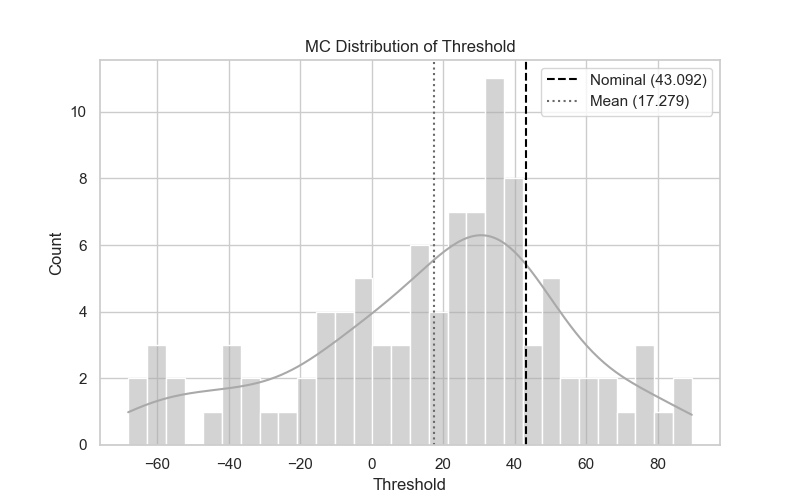 MC Distribution of Threshold
Nominal (43.092)
Mean (17.279)
Count
10
8
6
4
2
0
−60
−40
−20
0
20
40
60
80
Threshold